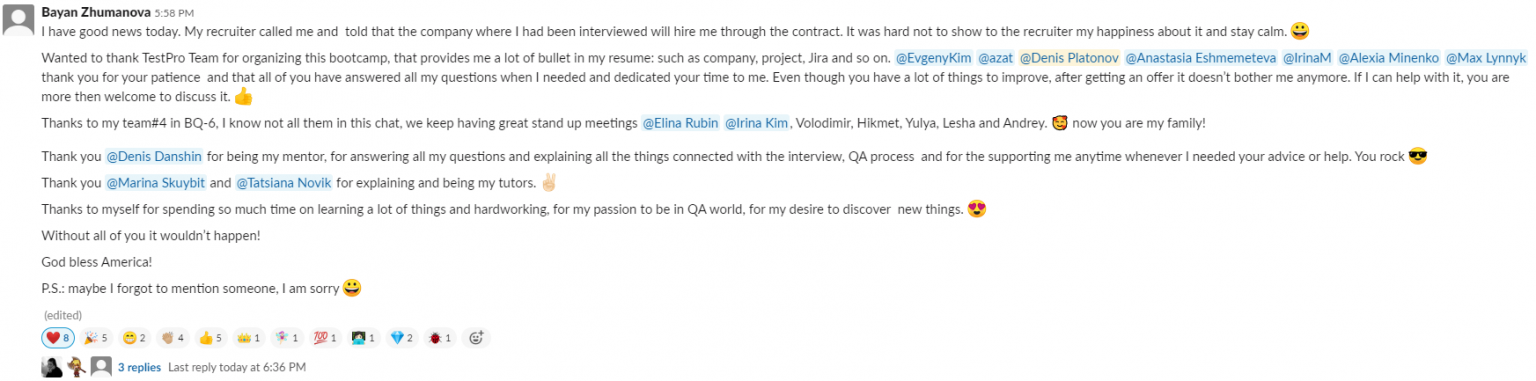 Bayan Zhumanova 5:58 PM
I have good news today. My recruiter called me and told that the company where I had been interviewed will hire me through the contract. It was hard not to show to the recruiter my happiness about it and stay calm. 😀
Wanted to thank TestPro Team for organizing this bootcamp, that provides me a lot of bullet in my resume: such as company, project, Jira and so on. @EvgenyKim @azat @Denis Platonov @Anastasia Eshmemeteva @IrinaM @Alexia Minenko @Max Lynnyk
thank you for your patience and that all of you have answered all my questions when I needed and dedicated your time to me. Even though you have a lot of things to improve, after getting an offer it doesn't bother me anymore. If I can help with it, you are
more then welcome to discuss it. 👍
Thanks to my team#4 in BQ-6, I know not all them in this chat, we keep having great stand up meetings @Elina Rubin @Irina Kim, Volodimir, Hikmet, Yulya, Lesha and Andrey. 🥰 now you are my family!
Thank you @Denis Danshin for being my mentor, for answering all my questions and explaining all the things connected with the interview, QA process and for the supporting me anytime whenever I needed your advice or help. You rock 😎
Thank you @Marina Skuybit and @Tatsiana Novik for explaining and being my tutors. ✌🏻
Thanks to myself for spending so much time on learning a lot of things and hardworking, for my passion to be in QA world, for my desire to discover new things. 😍
Without all of you it wouldn't happen!
God bless America!
P.S.: maybe I forgot to mention someone, I am sorry 😀
(edited)
❤️ 8 🎉 5 😁 2 👏🏽 4 👍 5 👑 1 👻 1 💯 1 👩🏻‍💻 1 💎 2 🐞 1
3 replies Last reply today at 6:36 PM